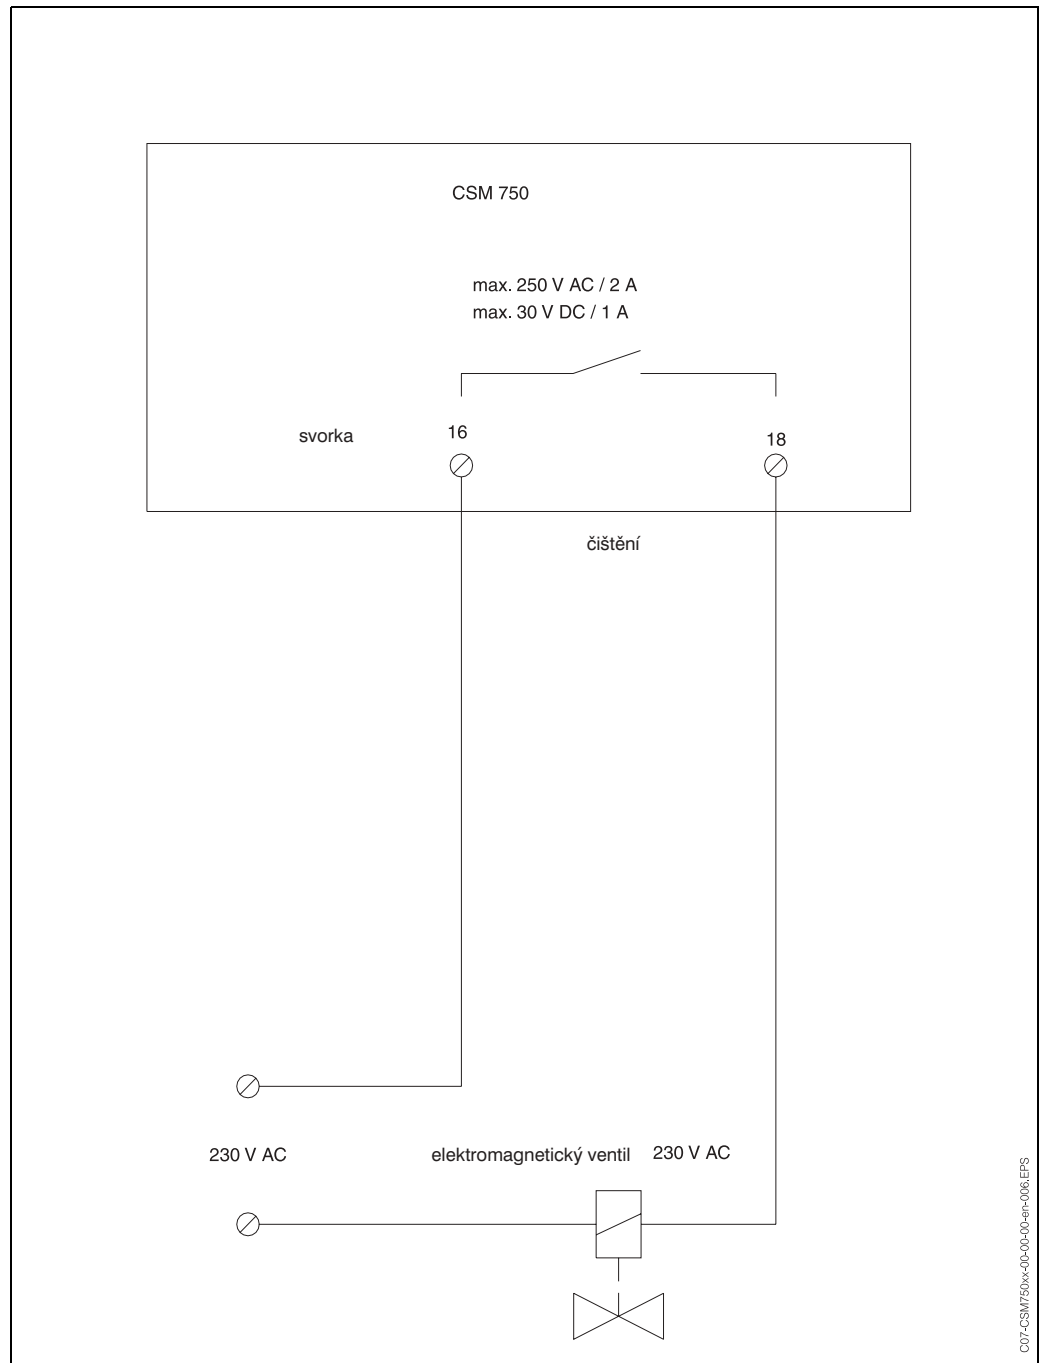 CSM 750
max. 250 V AC / 2 A
max. 30 V DC / 1 A
svorka
16
18
čištění
230 V AC
elektromagnetický ventil
230 V AC
C07-CSM750xx-00-00-00-en-006.EPS